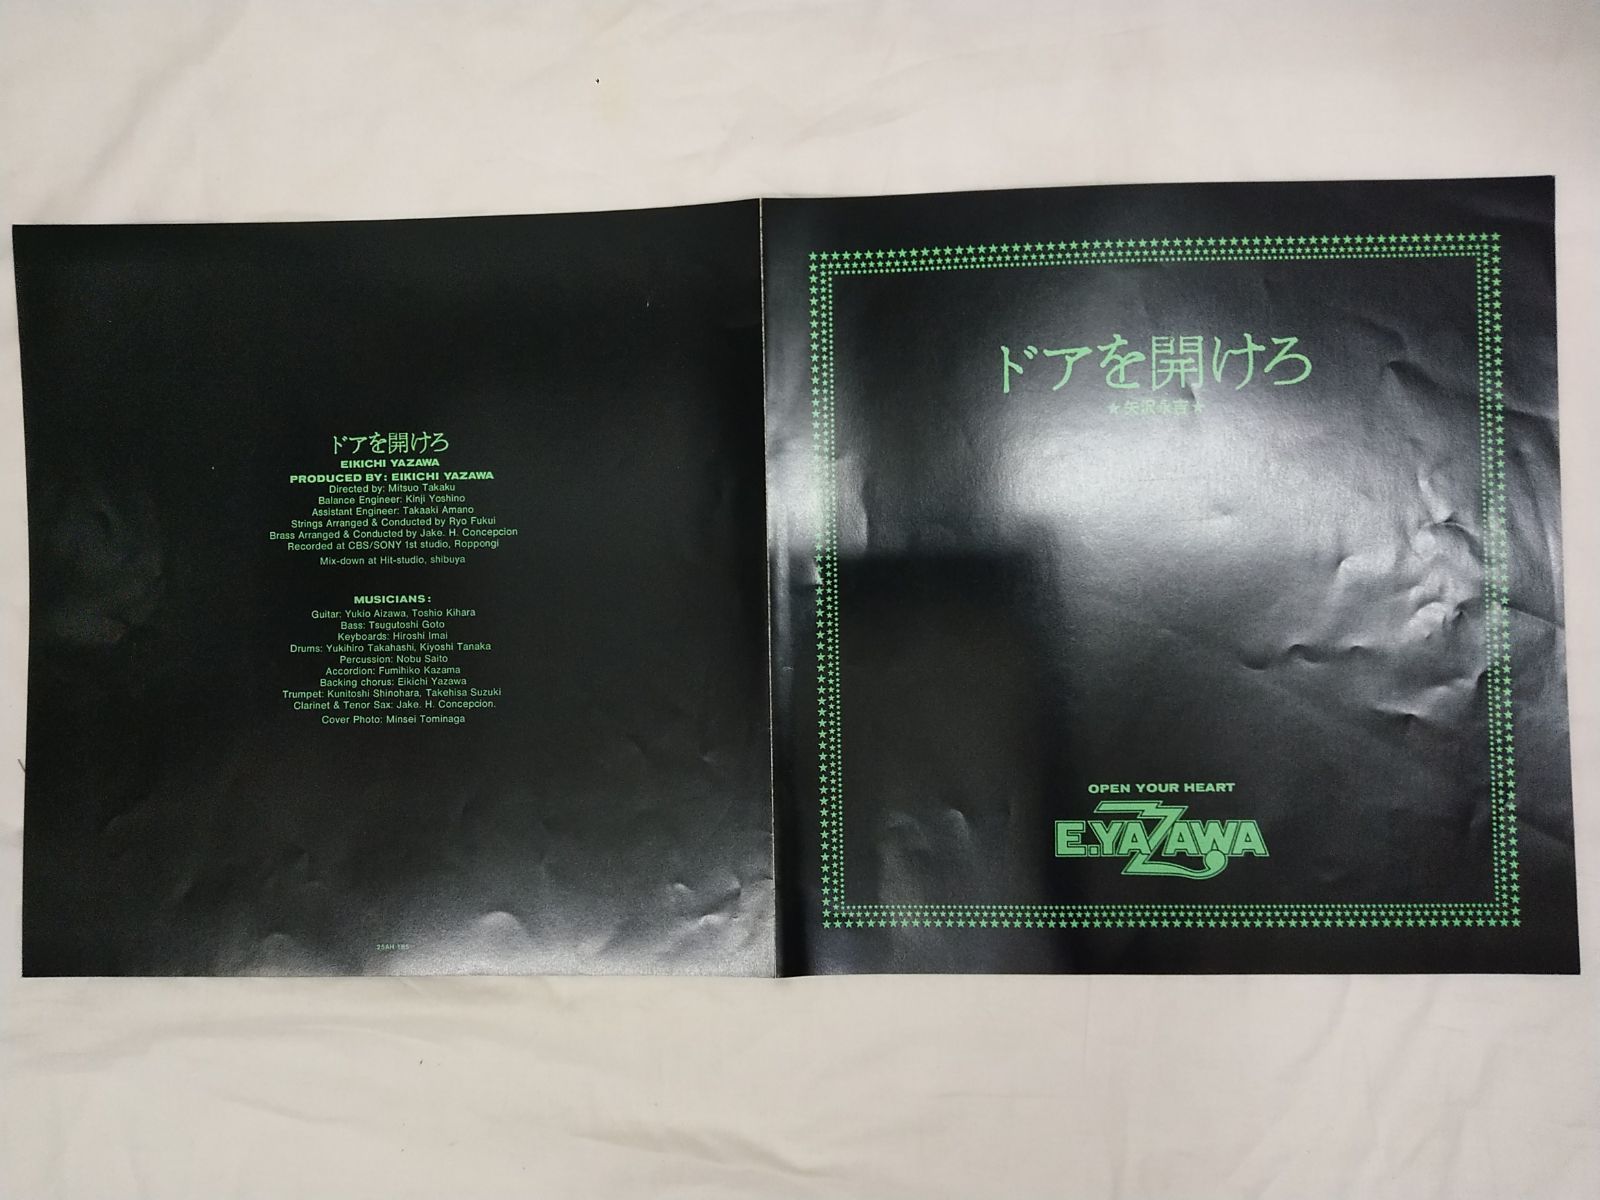 ドアを開けろ
EIKICHI YAZAWA
PRODUCED BY: EIKICHI YAZAWA
Directed by: Mitsuo Takaku
Balance Engineer: Kinji Yoshino
Assistant Engineer: Takaaki Amano
Strings Arranged & Conducted by Ryo Fukui
Brass Arranged & Conducted by Jake. H. Concepcion
Recorded at CBS/SONY 1st studio, Roppongi
Mix-down at Hit-studio, shibuya
MUSICIANS:
Guitar: Yukio Aizawa, Toshio Kihara
Bass: Tsugutoshi Goto
Keyboards: Hiroshi Imai
Drums: Yukihiro Takahashi, Kiyoshi Tanaka
Percussion: Nobu Saito
Accordion: Fumihiko Kazama
Backing chorus: Eikichi Yazawa
Trumpet: Kunitoshi Shinohara, Takehisa Suzuki
Clarinet & Tenor Sax: Jake. H. Concepcion.
Cover Photo: Minsei Tominaga
ドアを開けろ
★矢沢永吉★
OPEN YOUR HEART
E.YAZAWA